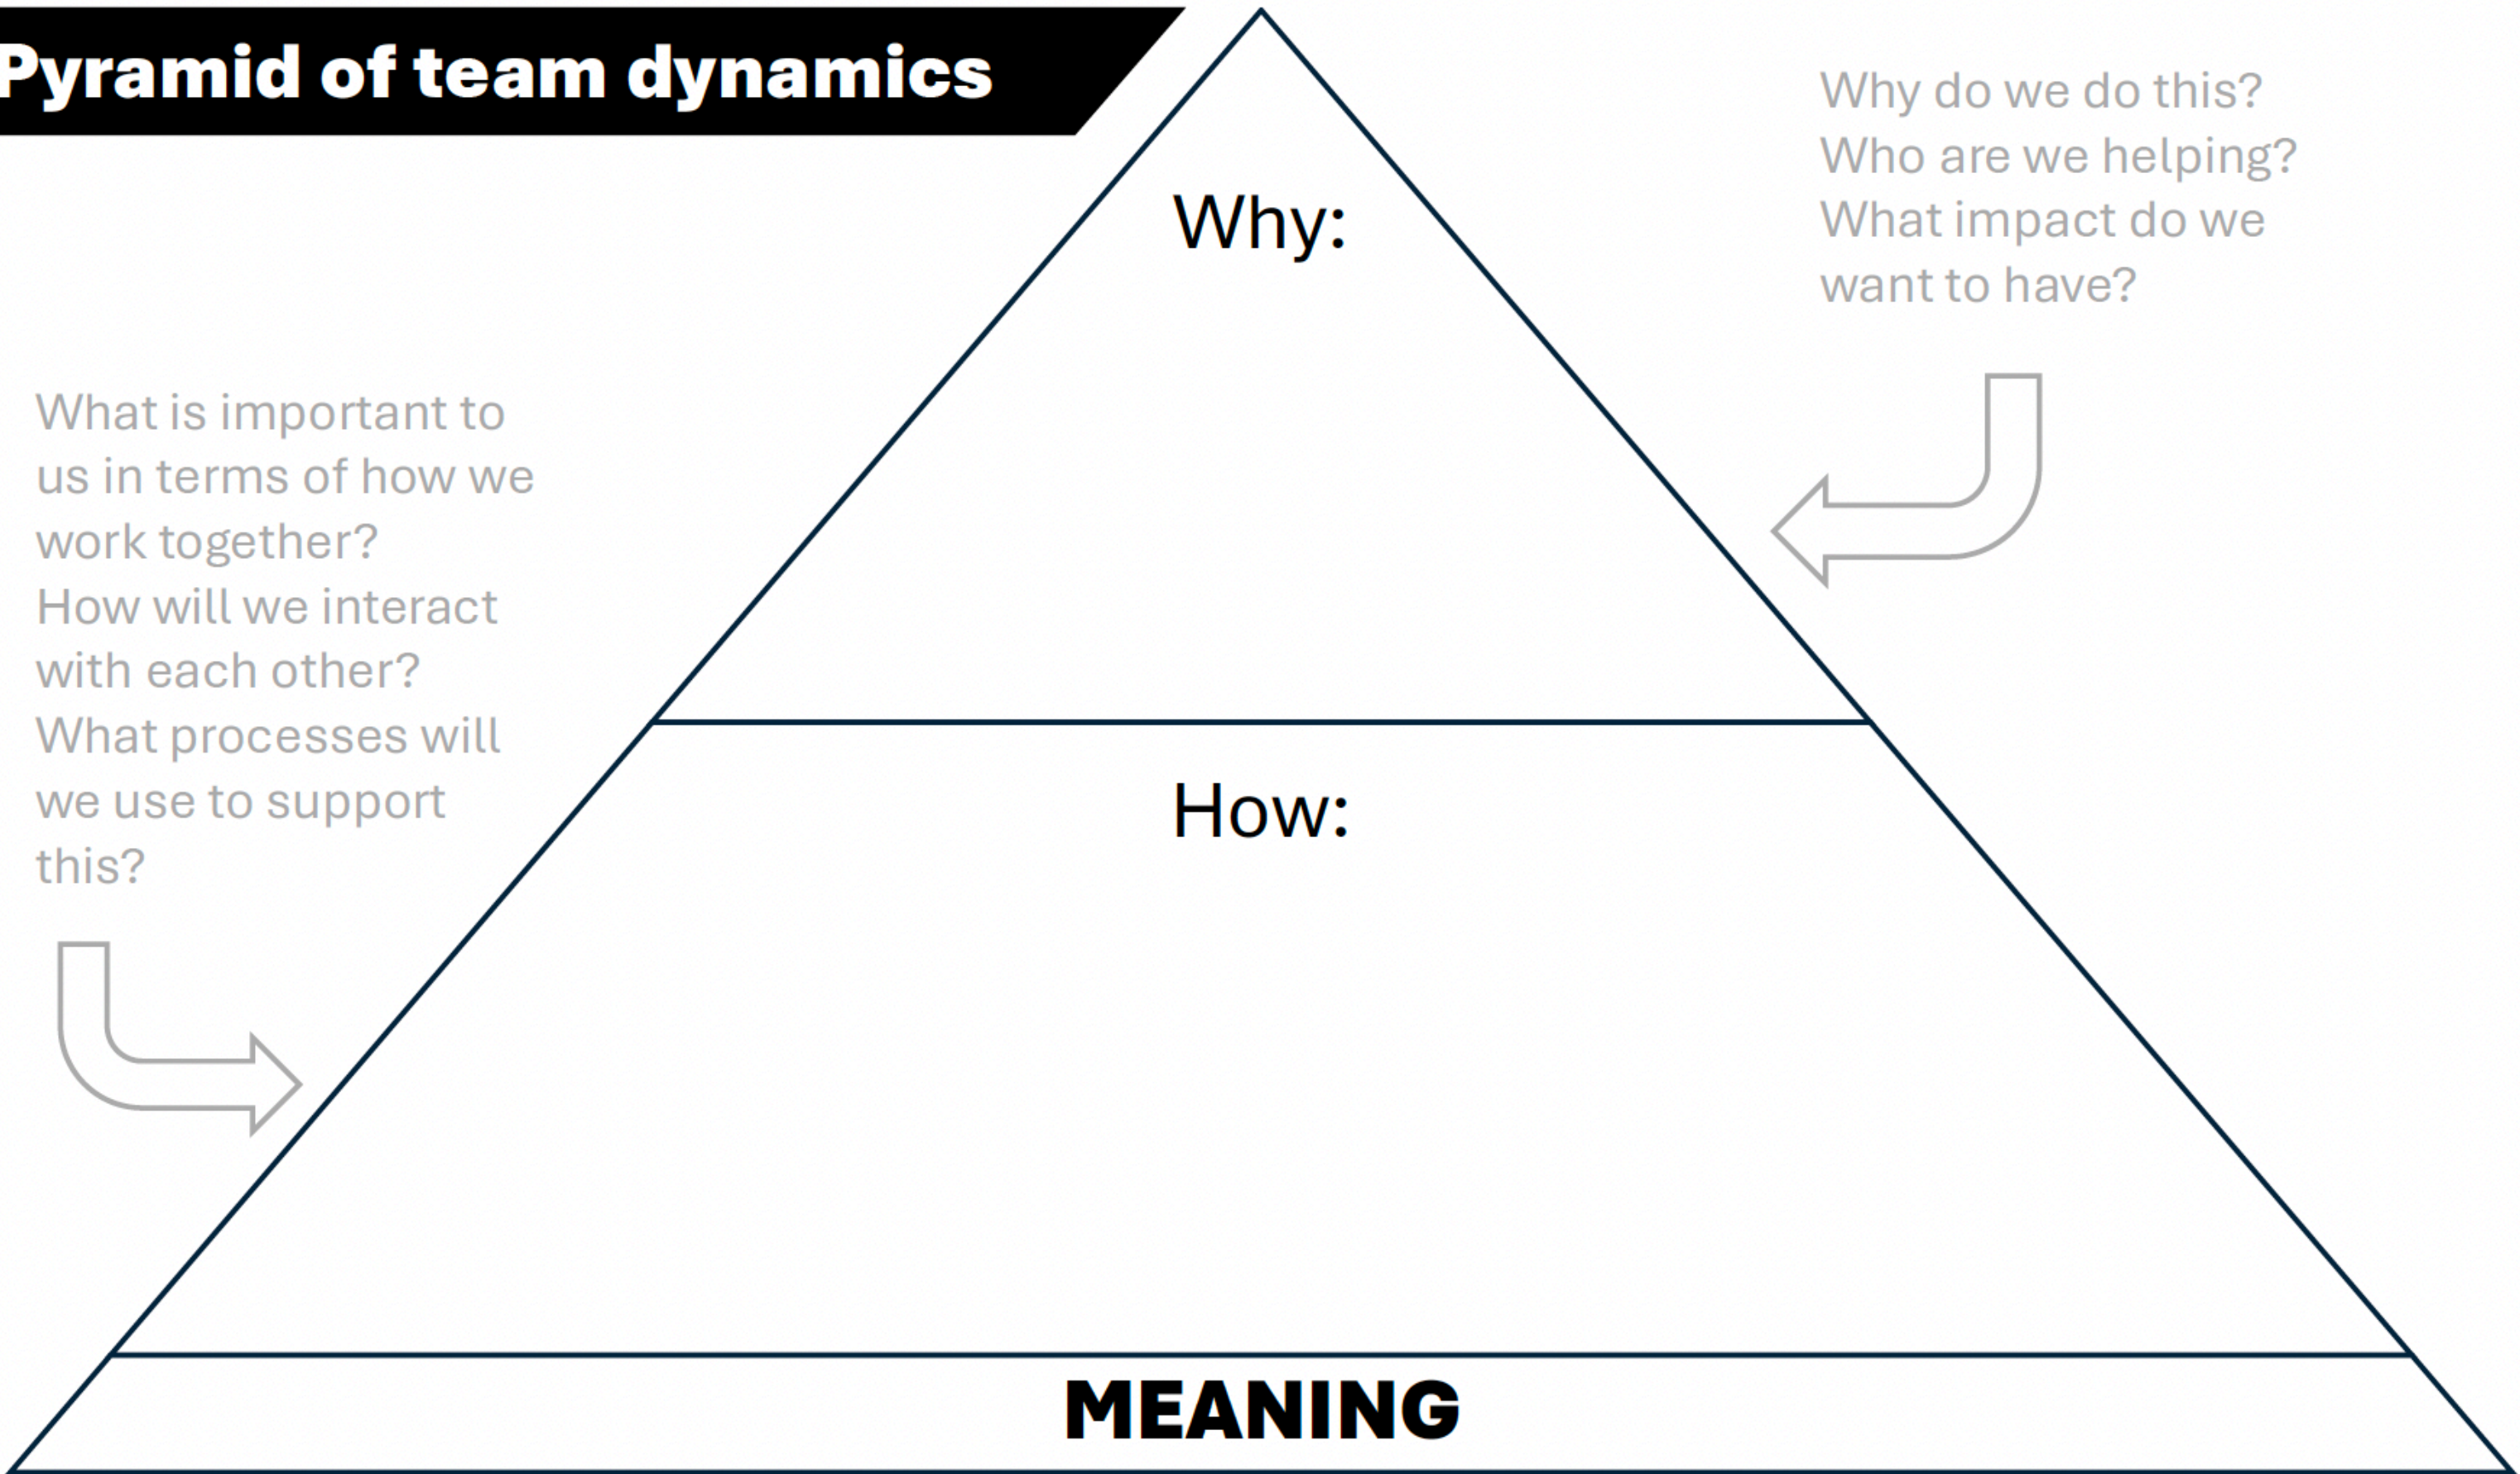 Pyramid of team dynamics
Why do we do this?
Who are we helping?
What impact do we
want to have?
Why:
What is important to
us in terms of how we
work together?
How will we interact
with each other?
What processes will
we use to support
this?
How:
MEANING